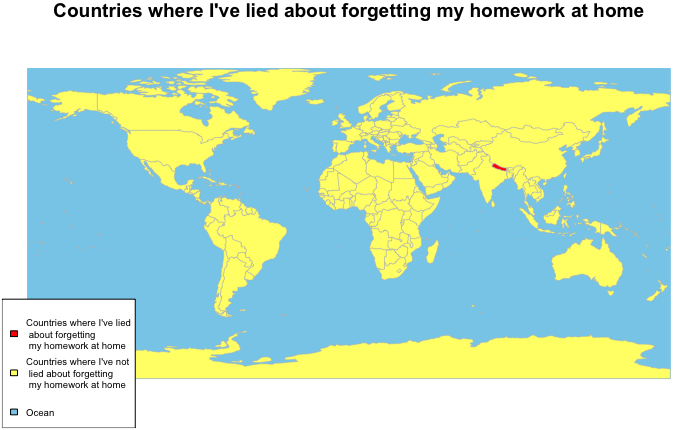 Countries where I've lied about forgetting my homework at home
Countries where I've lied
about forgetting
my homework at home
Countries where I've not
lied about forgetting
my homework at home
Ocean